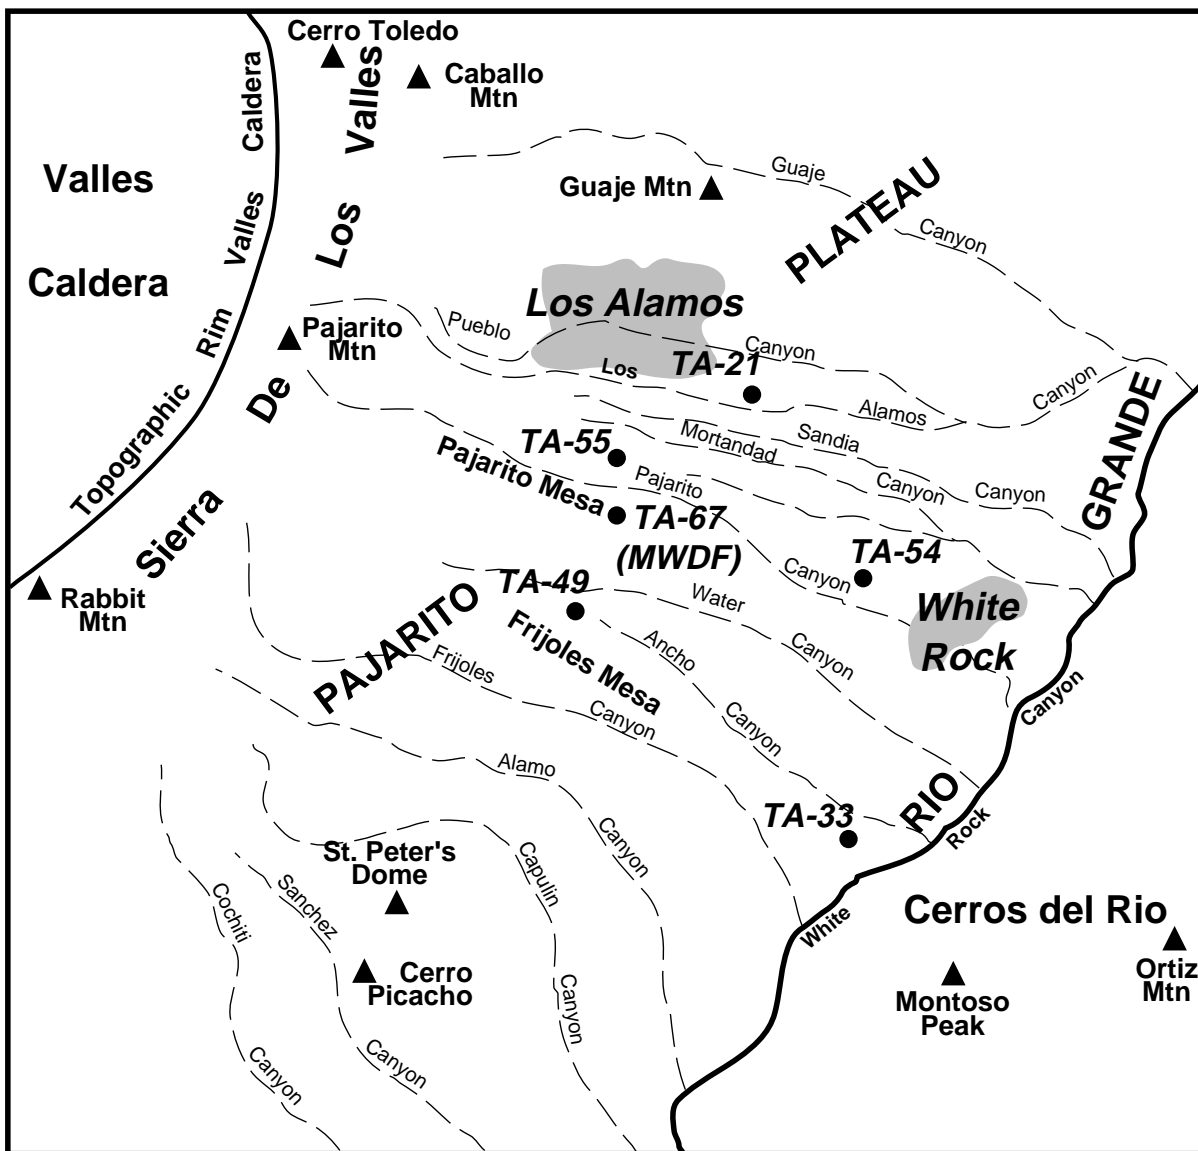 Cerro Toledo
Caballo
Mtn
Valles
Caldera
Topographic Rim Valles Caldera
Sierra De Los Valles
Guaje Mtn
Guaje Canyon
PAJARITO PLATEAU
Los Alamos
Pajarito
Mtn
Pueblo Canyon
Los Alamos Canyon
TA-21
Sandia Canyon
Mortandad Canyon
TA-55
Pajarito Mesa
Pajarito Canyon
TA-67
(MWDF)
TA-54
TA-49
Water Canyon
White
Rock
Rabbit
Mtn
Frijoles Mesa
Ancho Canyon
Frijoles Canyon
RIO GRANDE
White Rock Canyon
TA-33
Alamo Canyon
St. Peter's
Dome
Capulin Canyon
Sanchez Canyon
Cochiti Canyon
Cerro
Picacho
Cerros del Rio
Montoso
Peak
Ortiz
Mtn